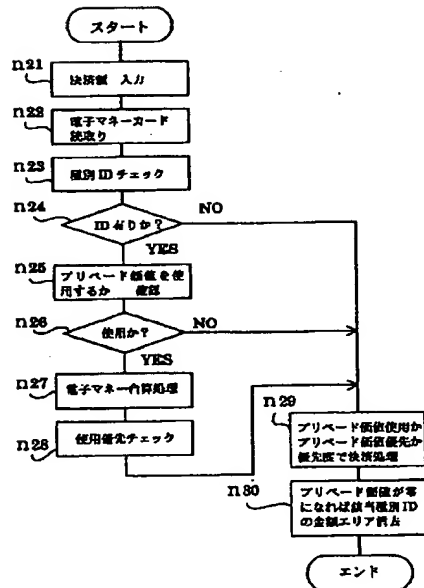 スタート
n21
決済額 入力
n22
電子マネーカード
読取り
n23
種別IDチェック
n24
IDありか?
NO
YES
n25
プリペード価値を使
用するか 確認
n26
使用か?
NO
YES
n27
電子マネー合算処理
n28
使用優先チェック
n29
プリペード価値使用か
プリペード価値優先か
優先度で決済処理
n30
プリペード価値が零
になれば該当種別ID
の金額エリア消去
エンド